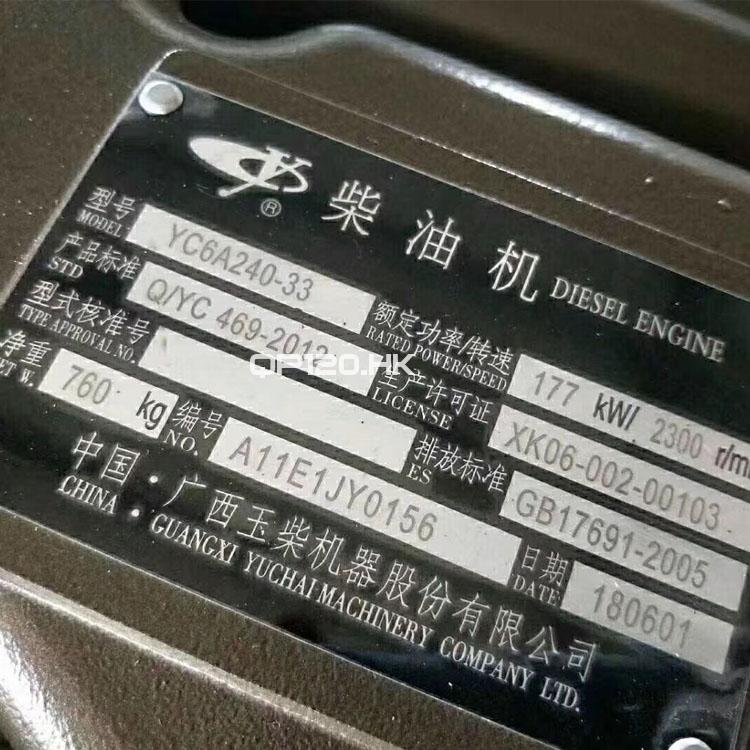 柴油机 DIESEL ENGINE
型号 YC6A240-33
MODEL
产品标准 Q/YC 469-2012
STD
额定功率/转速 177 kW/ 2300 r/m
RATED POWER/SPEED
型式核准号
TYPE APPROVAL NO.
生产许可证 XK06-002-00103
LICENSE
净重 760 kg
ET W.
编号 A11E1JY0156
NO.
排放标准 GB17691-2005
ES
日期 180601
DATE
中国·广西玉柴机器股份有限公司
CHINA · GUANGXI YUCHAI MACHINERY COMPANY LTD.
QP120.HK